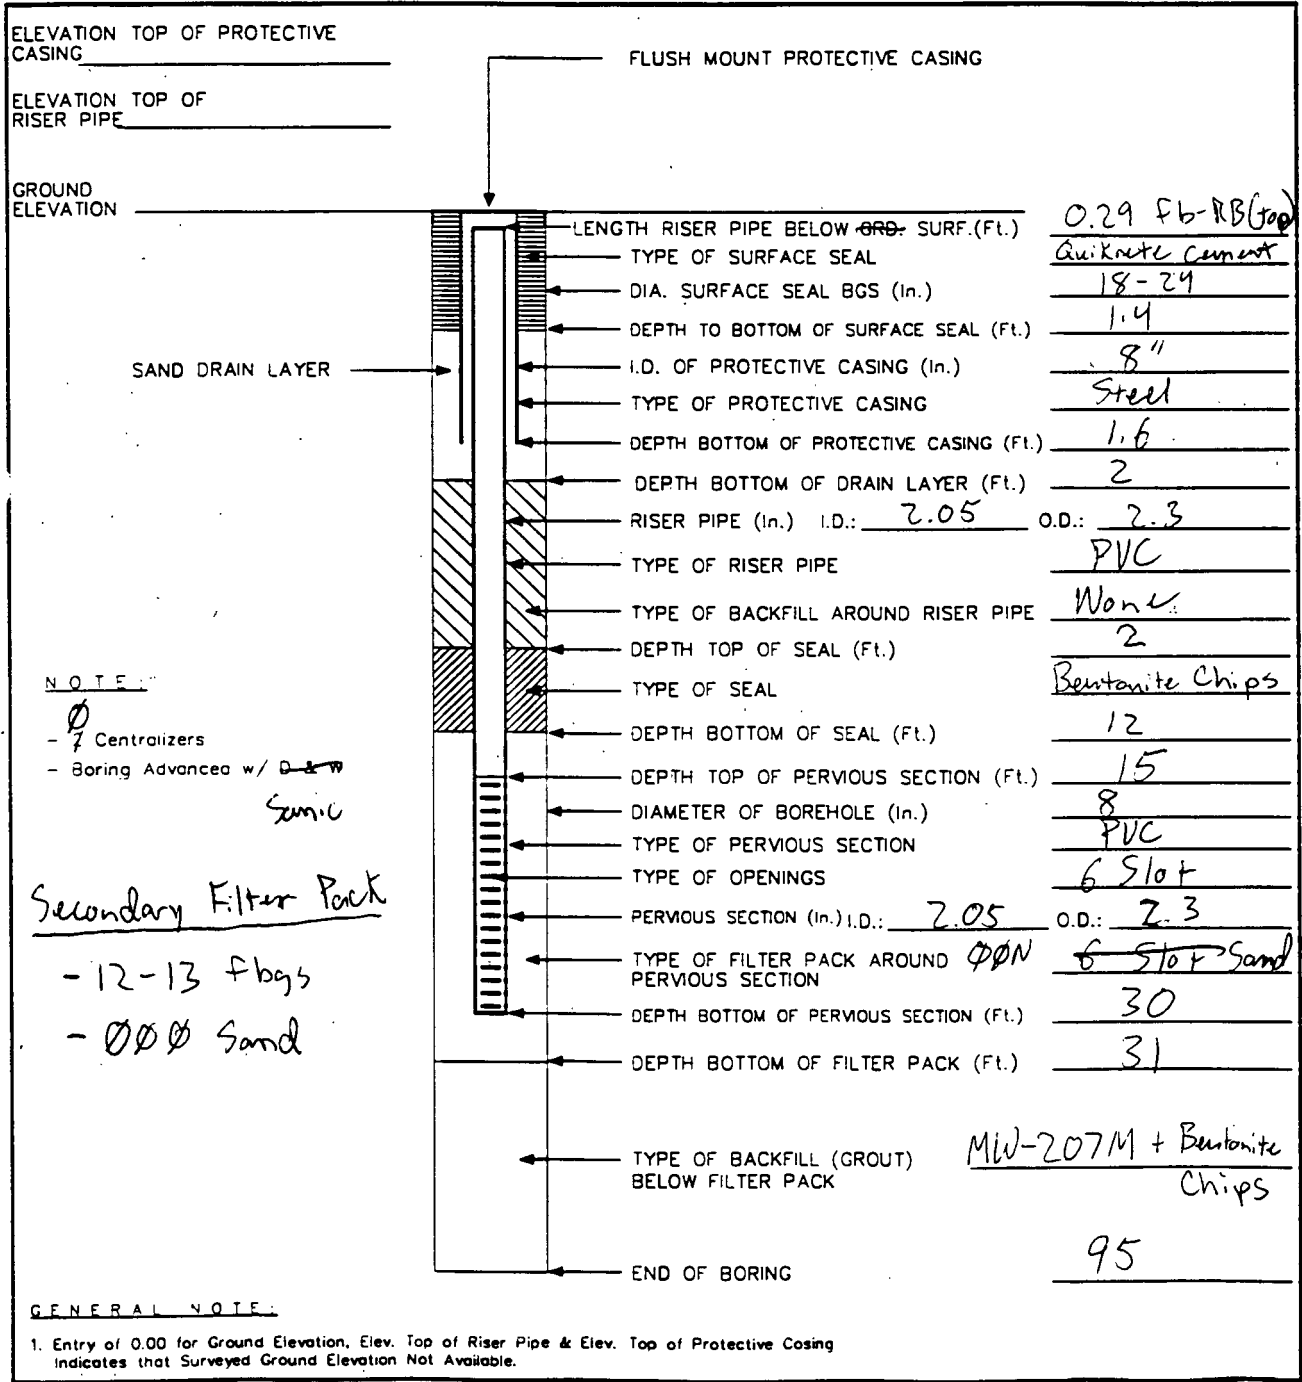 ELEVATION TOP OF PROTECTIVE
CASING
FLUSH MOUNT PROTECTIVE CASING
ELEVATION TOP OF
RISER PIPE
GROUND
ELEVATION
LENGTH RISER PIPE BELOW GRD. SURF.(Ft.) 0.29 Fb-RB(top)
TYPE OF SURFACE SEAL Quikrete Cement
DIA. SURFACE SEAL BGS (In.) 18-24
DEPTH TO BOTTOM OF SURFACE SEAL (Ft.) 1.4
SAND DRAIN LAYER
I.D. OF PROTECTIVE CASING (In.) 8"
TYPE OF PROTECTIVE CASING Steel
DEPTH BOTTOM OF PROTECTIVE CASING (Ft.) 1.6
DEPTH BOTTOM OF DRAIN LAYER (Ft.) 2
RISER PIPE (In.) I.D.: 2.05 O.D.: 2.3
TYPE OF RISER PIPE PVC
TYPE OF BACKFILL AROUND RISER PIPE None
DEPTH TOP OF SEAL (Ft.) 2
TYPE OF SEAL Bentonite Chips
DEPTH BOTTOM OF SEAL (Ft.) 12
NOTE:
Ø
- 7 Centralizers
- Boring Advanced w/ D & W
Sonic
DEPTH TOP OF PERVIOUS SECTION (Ft.) 15
DIAMETER OF BOREHOLE (In.) 8
TYPE OF PERVIOUS SECTION PVC
TYPE OF OPENINGS 6 Slot
PERVIOUS SECTION (In.) I.D.: 2.05 O.D.: 2.3
TYPE OF FILTER PACK AROUND ØØN 6 Slot Sand
PERVIOUS SECTION
DEPTH BOTTOM OF PERVIOUS SECTION (Ft.) 30
Secondary Filter Pack
- 12-13 fbgs
- ØØØ Sand
DEPTH BOTTOM OF FILTER PACK (Ft.) 31
TYPE OF BACKFILL (GROUT) MW-207M + Bentonite
BELOW FILTER PACK Chips
END OF BORING 95
GENERAL NOTE:
1. Entry of 0.00 for Ground Elevation, Elev. Top of Riser Pipe & Elev. Top of Protective Cosing
Indicates that Surveyed Ground Elevation Not Available.